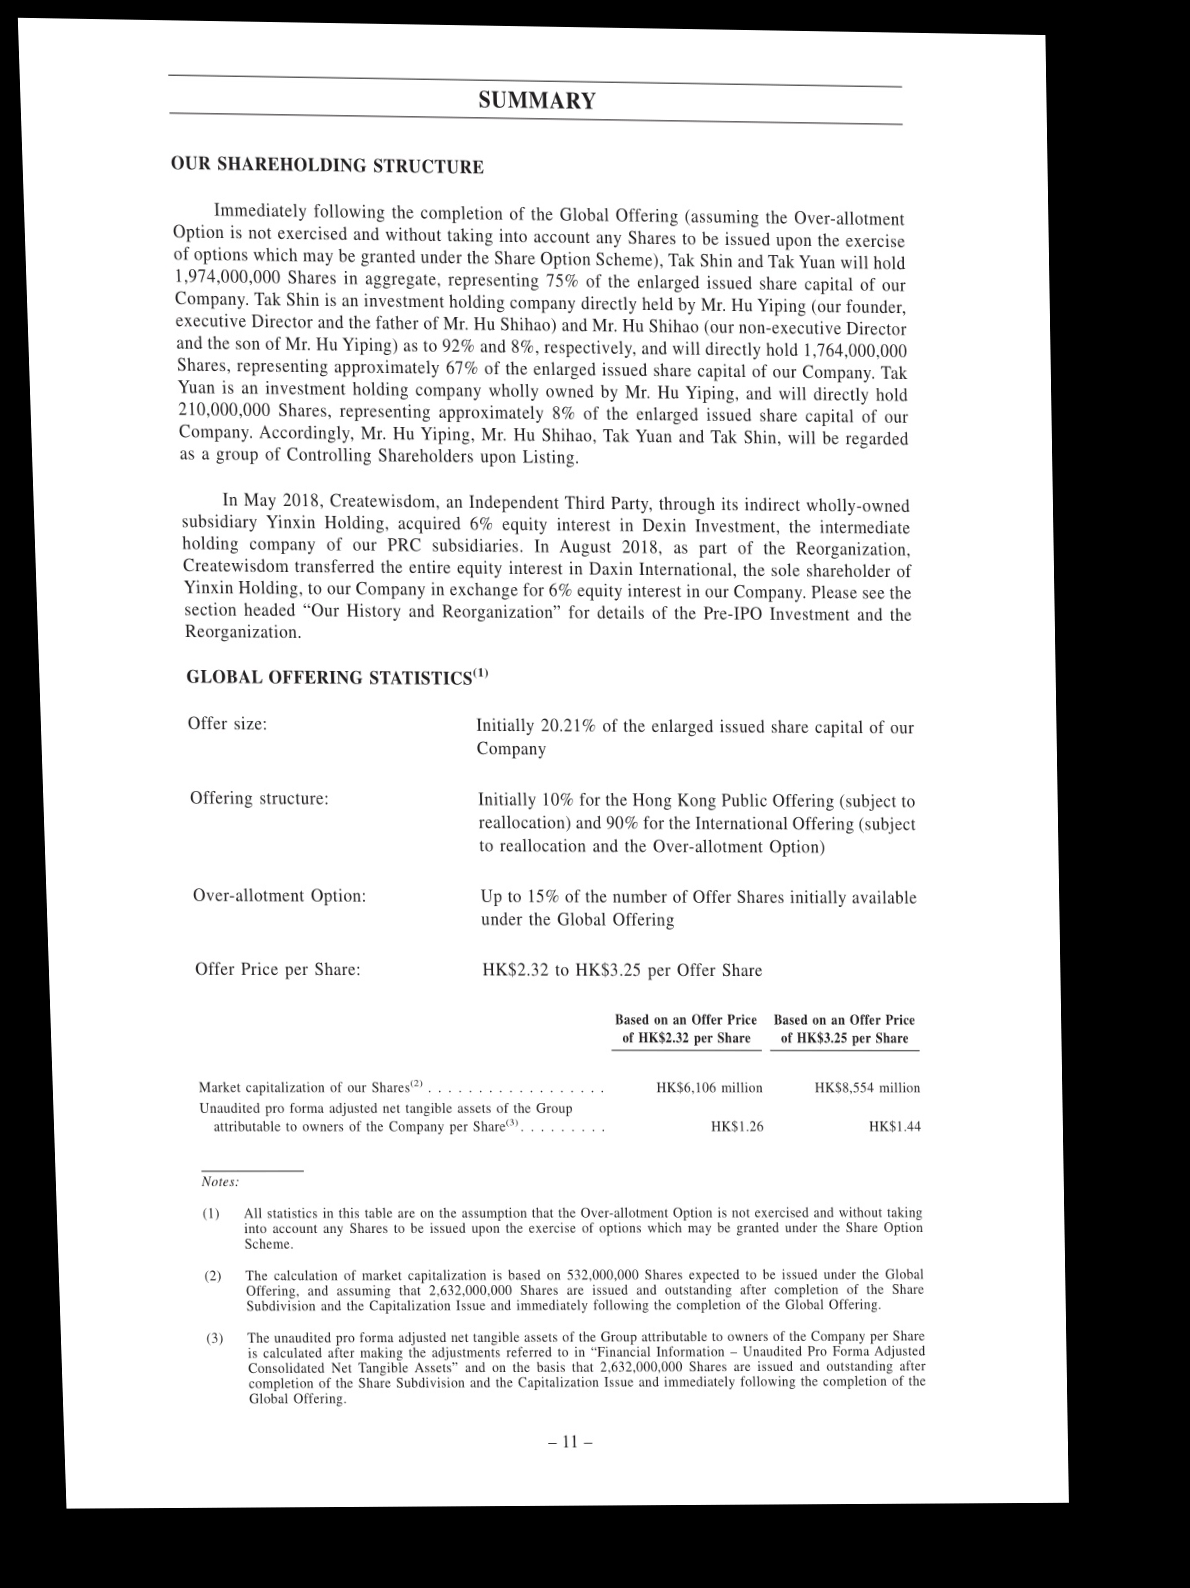 SUMMARY
OUR SHAREHOLDING STRUCTURE
Immediately following the completion of the Global Offering (assuming the Over-allotment
Option is not exercised and without taking into account any Shares to be issued upon the exercise
of options which may be granted under the Share Option Scheme), Tak Shin and Tak Yuan will hold
1,974,000,000 Shares in aggregate, representing 75% of the enlarged issued share capital of our
Company. Tak Shin is an investment holding company directly held by Mr. Hu Yiping (our founder,
executive Director and the father of Mr. Hu Shihao) and Mr. Hu Shihao (our non-executive Director
and the son of Mr. Hu Yiping) as to 92% and 8%, respectively, and will directly hold 1,764,000,000
Shares, representing approximately 67% of the enlarged issued share capital of our Company. Tak
Yuan is an investment holding company wholly owned by Mr. Hu Yiping, and will directly hold
210,000,000 Shares, representing approximately 8% of the enlarged issued share capital of our
Company. Accordingly, Mr. Hu Yiping, Mr. Hu Shihao, Tak Yuan and Tak Shin, will be regarded
as a group of Controlling Shareholders upon Listing.
In May 2018, Createwisdom, an Independent Third Party, through its indirect wholly-owned
subsidiary Yinxin Holding, acquired 6% equity interest in Dexin Investment, the intermediate
holding company of our PRC subsidiaries. In August 2018, as part of the Reorganization,
Createwisdom transferred the entire equity interest in Daxin International, the sole shareholder of
Yinxin Holding, to our Company in exchange for 6% equity interest in our Company. Please see the
section headed “Our History and Reorganization” for details of the Pre-IPO Investment and the
Reorganization.
GLOBAL OFFERING STATISTICS(1)
Offer size: Initially 20.21% of the enlarged issued share capital of our
Company
Offering structure: Initially 10% for the Hong Kong Public Offering (subject to
reallocation) and 90% for the International Offering (subject
to reallocation and the Over-allotment Option)
Over-allotment Option: Up to 15% of the number of Offer Shares initially available
under the Global Offering
Offer Price per Share: HK$2.32 to HK$3.25 per Offer Share
Based on an Offer Price Based on an Offer Price
of HK$2.32 per Share of HK$3.25 per Share
Market capitalization of our Shares(2) . . . . . . . . . . . . . . . . . . HK$6,106 million HK$8,554 million
Unaudited pro forma adjusted net tangible assets of the Group
attributable to owners of the Company per Share(3). . . . . . . . . HK$1.26 HK$1.44
Notes:
(1) All statistics in this table are on the assumption that the Over-allotment Option is not exercised and without taking
into account any Shares to be issued upon the exercise of options which may be granted under the Share Option
Scheme.
(2) The calculation of market capitalization is based on 532,000,000 Shares expected to be issued under the Global
Offering, and assuming that 2,632,000,000 Shares are issued and outstanding after completion of the Share
Subdivision and the Capitalization Issue and immediately following the completion of the Global Offering.
(3) The unaudited pro forma adjusted net tangible assets of the Group attributable to owners of the Company per Share
is calculated after making the adjustments referred to in “Financial Information – Unaudited Pro Forma Adjusted
Consolidated Net Tangible Assets” and on the basis that 2,632,000,000 Shares are issued and outstanding after
completion of the Share Subdivision and the Capitalization Issue and immediately following the completion of the
Global Offering.
– 11 –